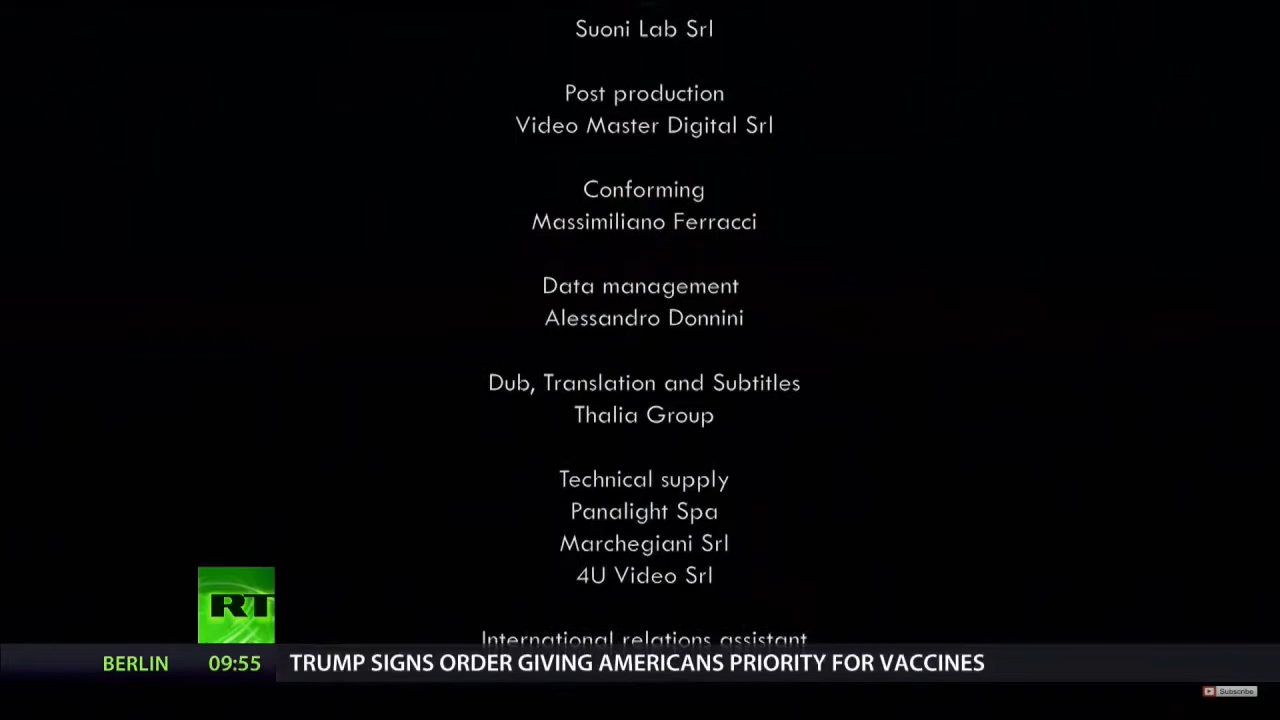 Suoni Lab Srl
Post production
Video Master Digital Srl
Conforming
Massimiliano Ferracci
Data management
Alessandro Donnini
Dub, Translation and Subtitles
Thalia Group
Technical supply
Panalight Spa
Marchegiani Srl
4U Video Srl
International relations assistant
RT
BERLIN 09:55 TRUMP SIGNS ORDER GIVING AMERICANS PRIORITY FOR VACCINES
Subscribe